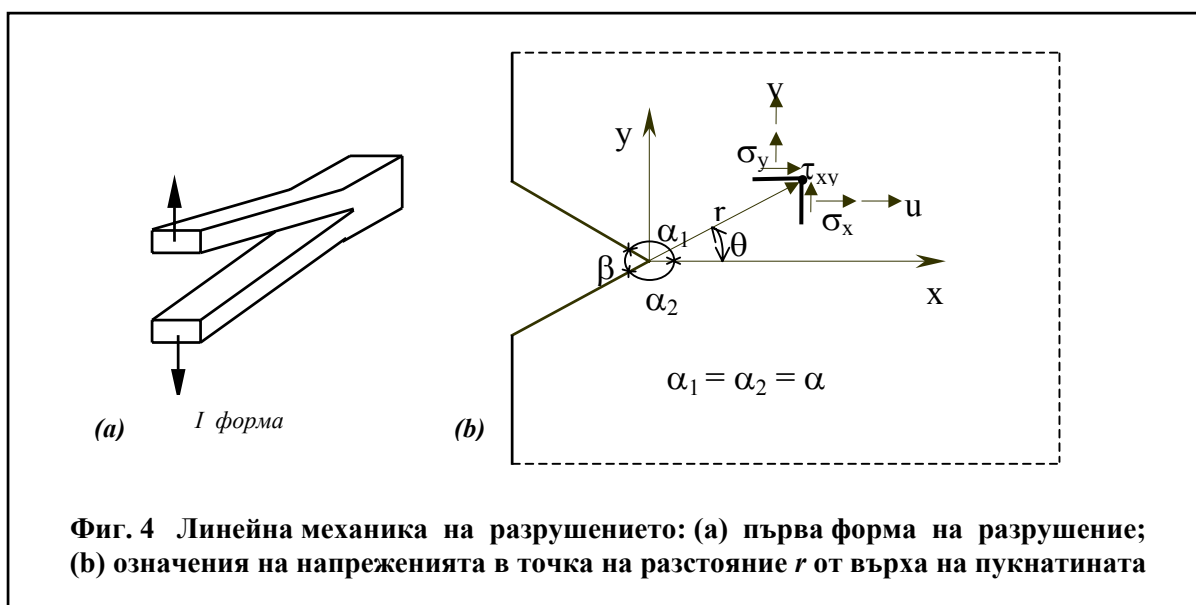 y
v
σy
τxy
r
α1
θ
σx
u
β
α2
x
α1 = α2 = α
(a) I форма
(b)
Фиг. 4 Линейна механика на разрушението: (a) първа форма на разрушение;
(b) означения на напреженията в точка на разстояние r от върха на пукнатината